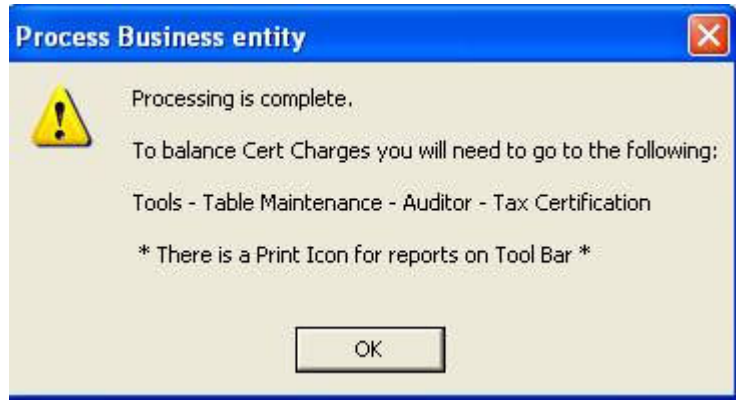 Process Business entity
Processing is complete.
To balance Cert Charges you will need to go to the following:
Tools - Table Maintenance - Auditor - Tax Certification
* There is a Print Icon for reports on Tool Bar *
OK